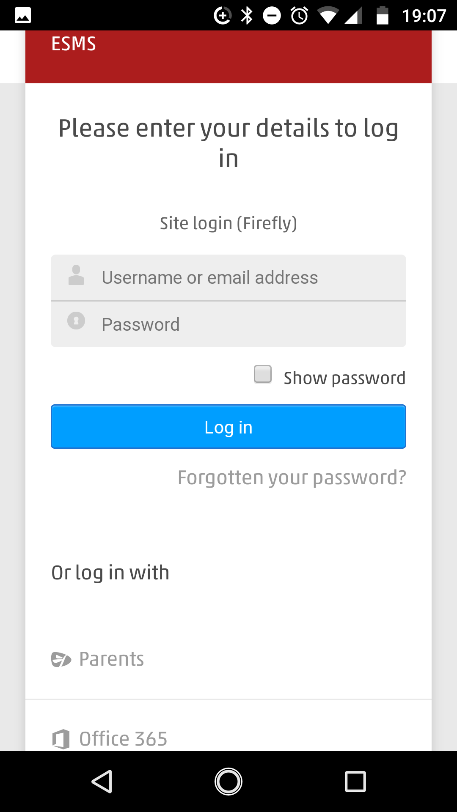 19:07
ESMS
Please enter your details to log
in
Site login (Firefly)
Username or email address
Password
Show password
Log in
Forgotten your password?
Or log in with
Parents
Office 365